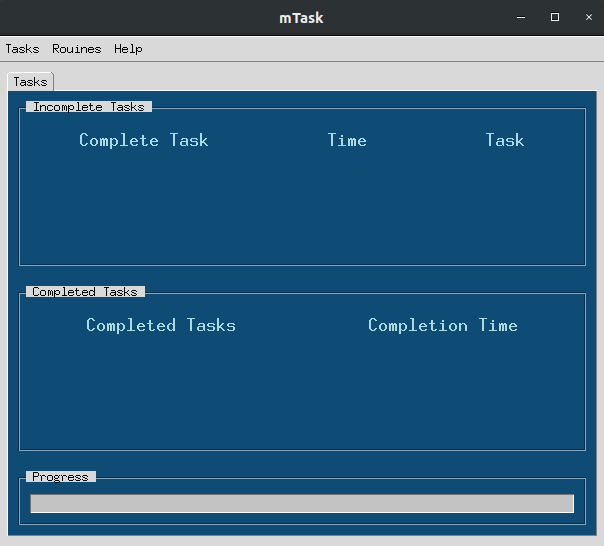 mTask
Tasks Rouines Help
Tasks
Incomplete Tasks
Complete Task Time Task
Completed Tasks
Completed Tasks Completion Time
Progress